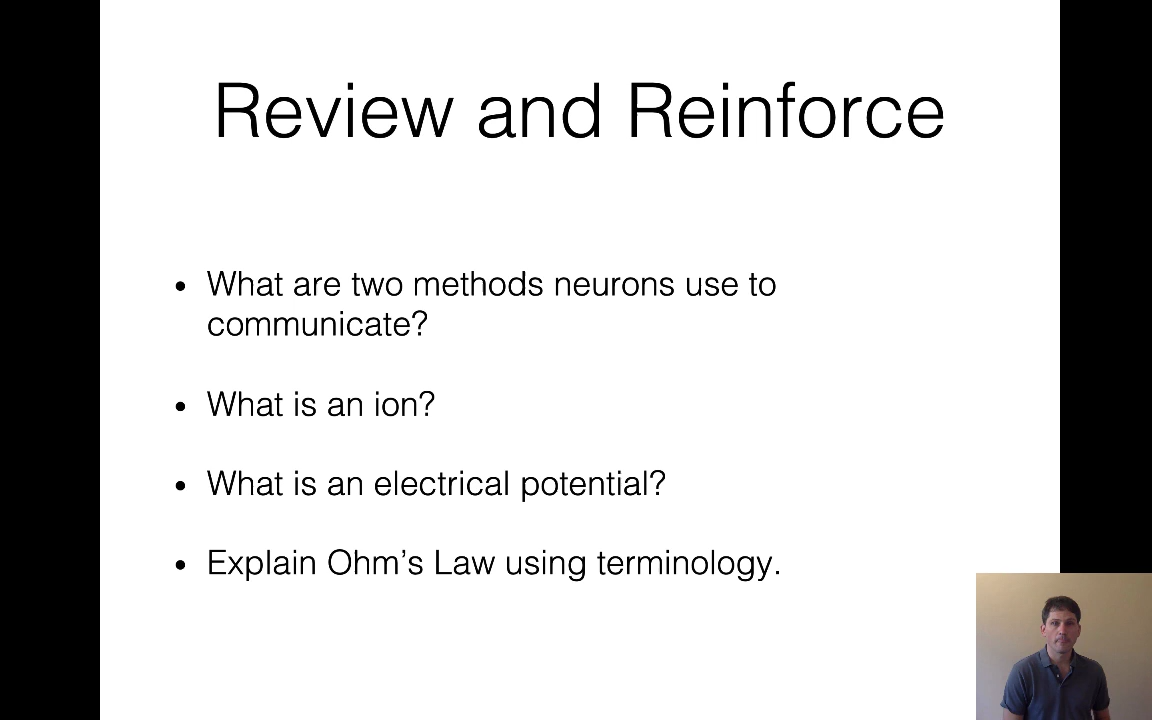 Review and Reinforce
• What are two methods neurons use to
communicate?
• What is an ion?
• What is an electrical potential?
• Explain Ohm’s Law using terminology.